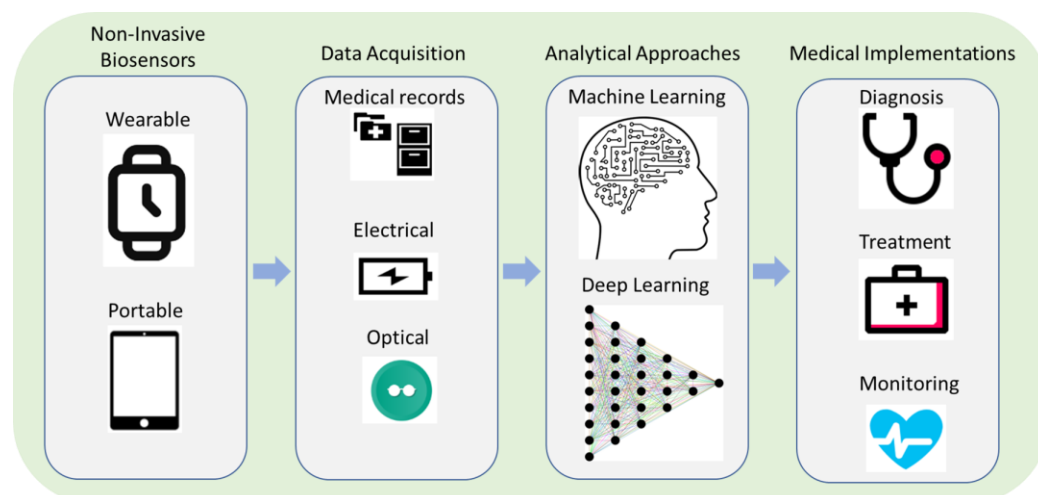 Non-Invasive
Biosensors
Wearable
Portable
Data Acquisition
Medical records
Electrical
Optical
Analytical Approaches
Machine Learning
Deep Learning
Medical Implementations
Diagnosis
Treatment
Monitoring